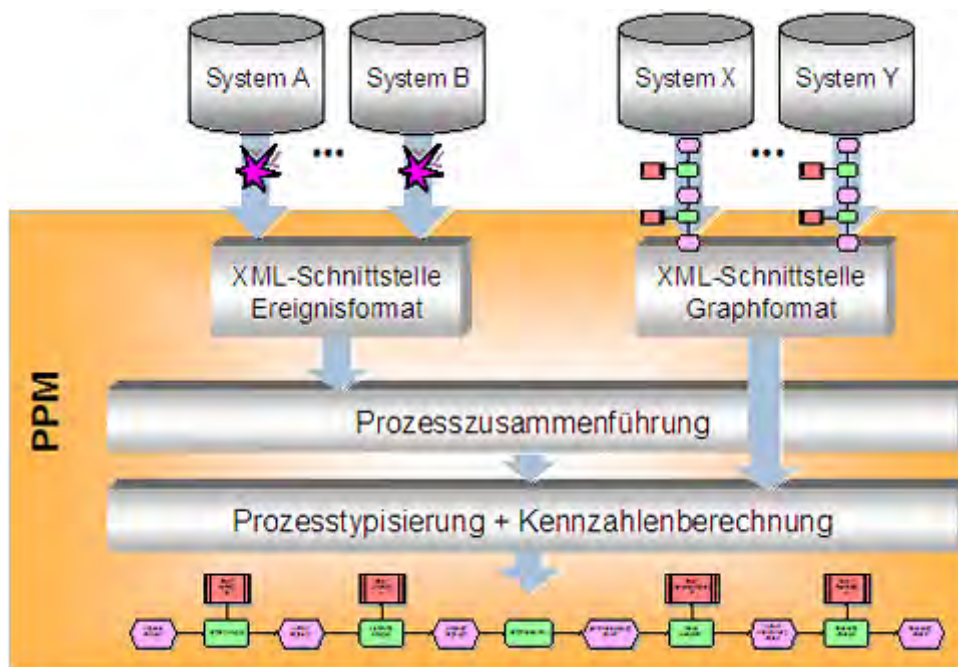 System A
System B
System X
System Y
...
...
XML-Schnittstelle
Ereignisformat
XML-Schnittstelle
Graphformat
PPM
Prozesszusammenführung
Prozesstypisierung + Kennzahlenberechnung